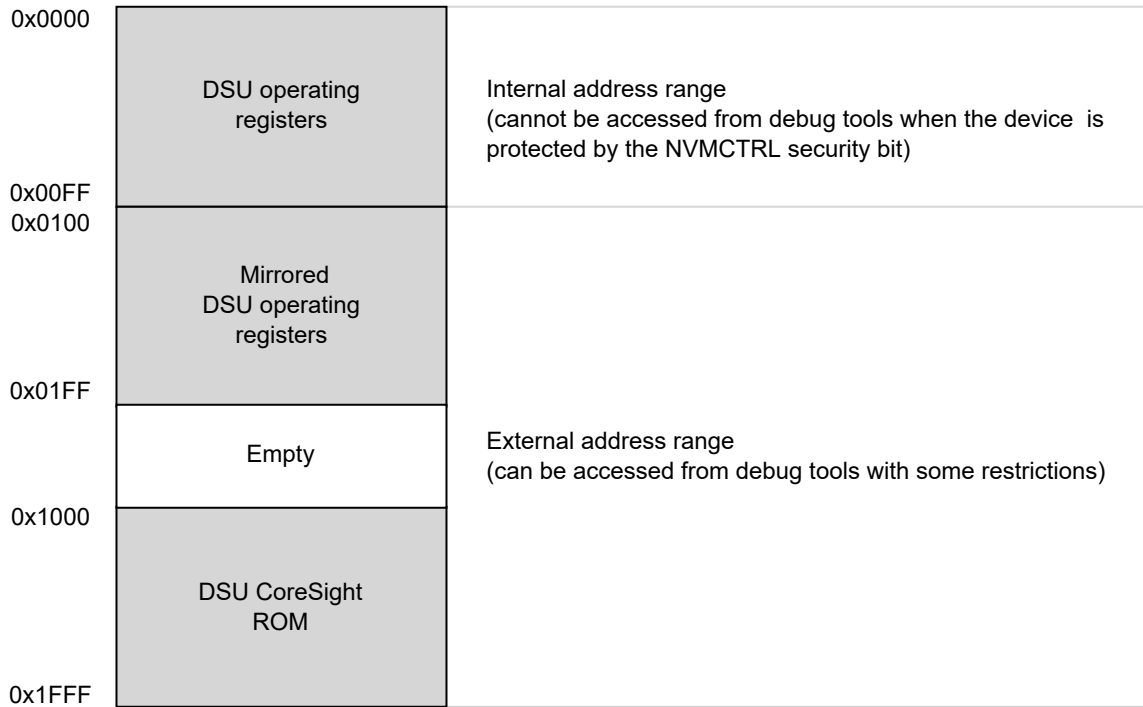 0x0000
DSU operating
registers
Internal address range
(cannot be accessed from debug tools when the device is
protected by the NVMCTRL security bit)
0x00FF
0x0100
Mirrored
DSU operating
registers
0x01FF
Empty
External address range
(can be accessed from debug tools with some restrictions)
0x1000
DSU CoreSight
ROM
0x1FFF